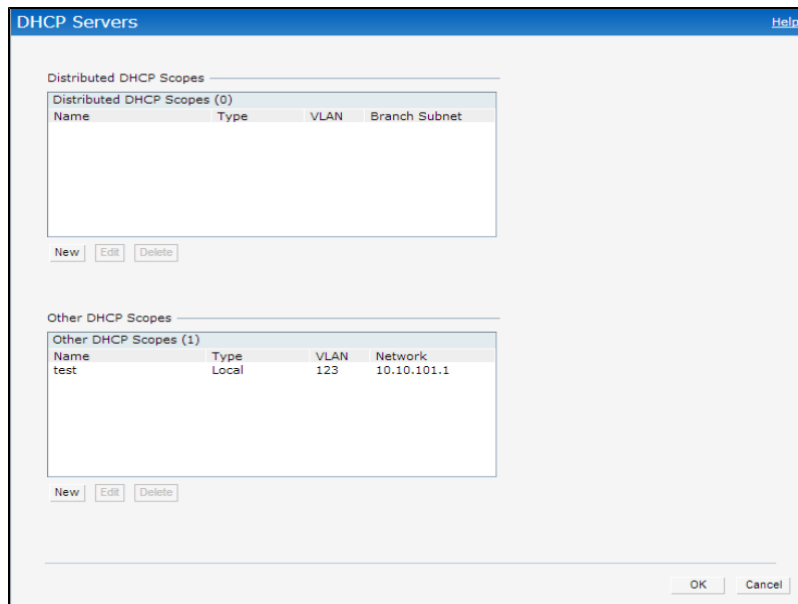 DHCP Servers Help
Distributed DHCP Scopes
Distributed DHCP Scopes (0)
Name Type VLAN Branch Subnet
New Edit Delete
Other DHCP Scopes
Other DHCP Scopes (1)
Name Type VLAN Network
test Local 123 10.10.101.1
New Edit Delete
OK Cancel